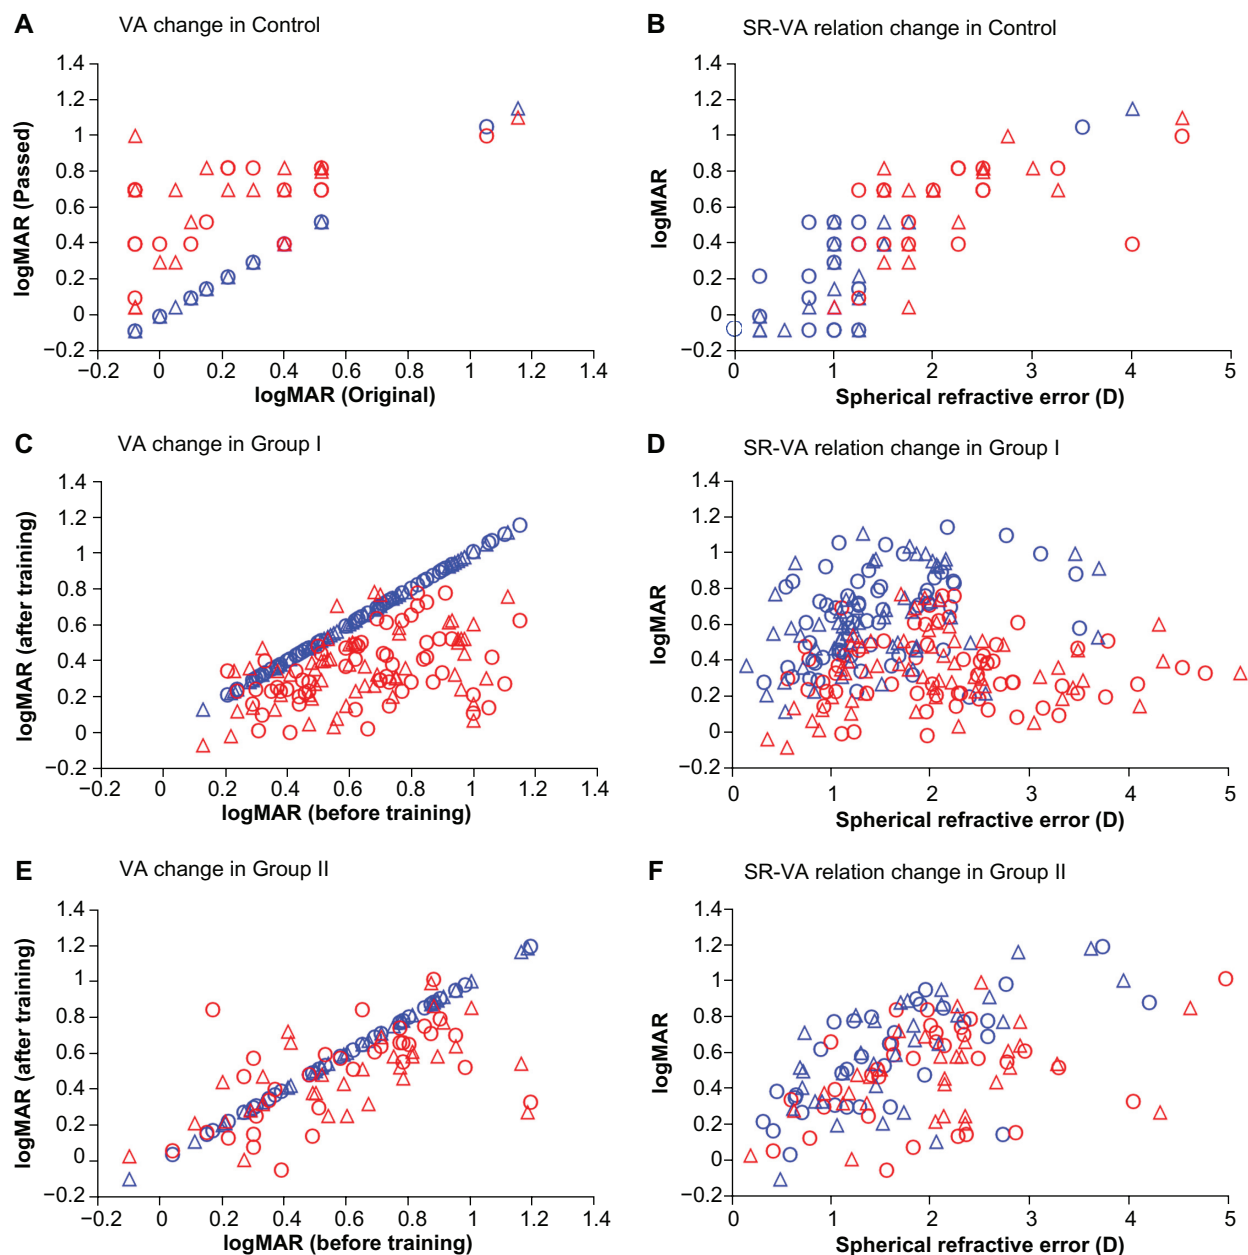 A VA change in Control
1.4
1.2
1
0.8
0.6
0.4
0.2
0
−0.2
logMAR (Passed)
−0.2 0 0.2 0.4 0.6 0.8 1 1.2 1.4
logMAR (Original)
B SR-VA relation change in Control
1.4
1.2
1
0.8
0.6
0.4
0.2
0
−0.2
logMAR
0 1 2 3 4 5
Spherical refractive error (D)
C VA change in Group I
1.4
1.2
1
0.8
0.6
0.4
0.2
0
−0.2
logMAR (after training)
−0.2 0 0.2 0.4 0.6 0.8 1 1.2 1.4
logMAR (before training)
D SR-VA relation change in Group I
1.4
1.2
1
0.8
0.6
0.4
0.2
0
−0.2
logMAR
0 1 2 3 4 5
Spherical refractive error (D)
E VA change in Group II
1.4
1.2
1
0.8
0.6
0.4
0.2
0
−0.2
logMAR (after training)
−0.2 0 0.2 0.4 0.6 0.8 1 1.2 1.4
logMAR (before training)
F SR-VA relation change in Group II
1.4
1.2
1
0.8
0.6
0.4
0.2
0
−0.2
logMAR
0 1 2 3 4 5
Spherical refractive error (D)